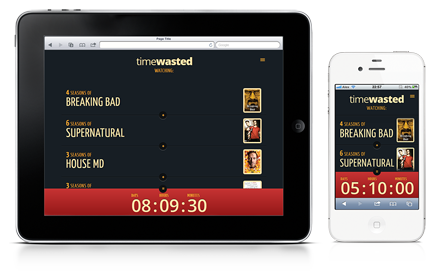 Page Title
timewasted
WATCHING:
4 SEASONS OF
BREAKING BAD
6 SEASONS OF
SUPERNATURAL
3 SEASONS OF
HOUSE MD
3 SEASONS OF
DAYS HOURS MINUTES
08:09:30
22:07
timewasted
WATCHING:
4 SEASONS OF
BREAKING BAD
6 SEASONS OF
SUPERNATURAL
DAYS HOURS MINUTES
05:10:00